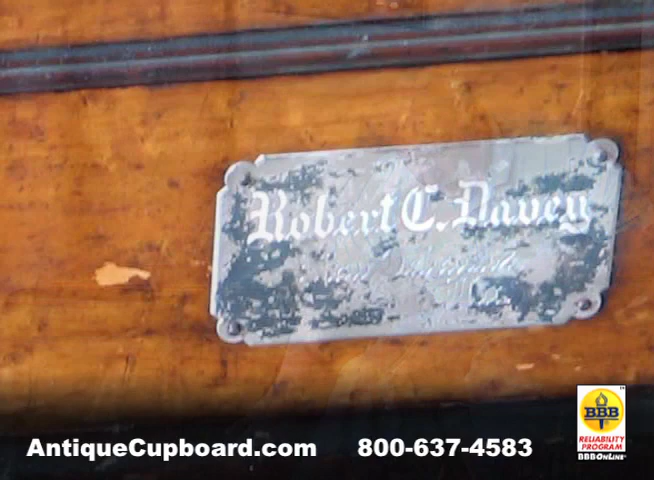 Robert C. Davey
AntiqueCupboard.com 800-637-4583
BBB
RELIABILITY
PROGRAM
BBBONLINE